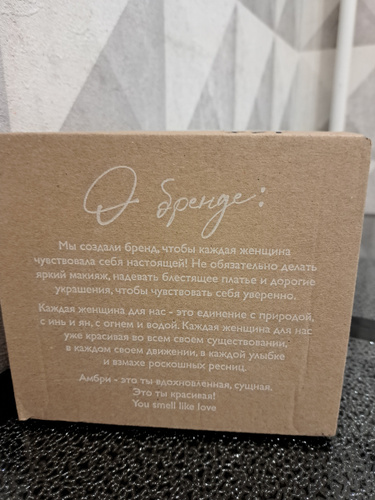 О бренде:
Мы создали бренд, чтобы каждая женщина
чувствовала себя настоящей! Не обязательно делать
яркий макияж, надевать блестящее платье и дорогие
украшения, чтобы чувствовать себя уверенно.
Каждая женщина для нас - это единение с природой,
с инь и ян, с огнем и водой. Каждая женщина для нас
уже красивая во всем своем существовании,
в каждом своем движении, в каждой улыбке
и взмахе роскошных ресниц.
Амбри - это ты вдохновленная, сущная.
Это ты красивая!
You smell like love